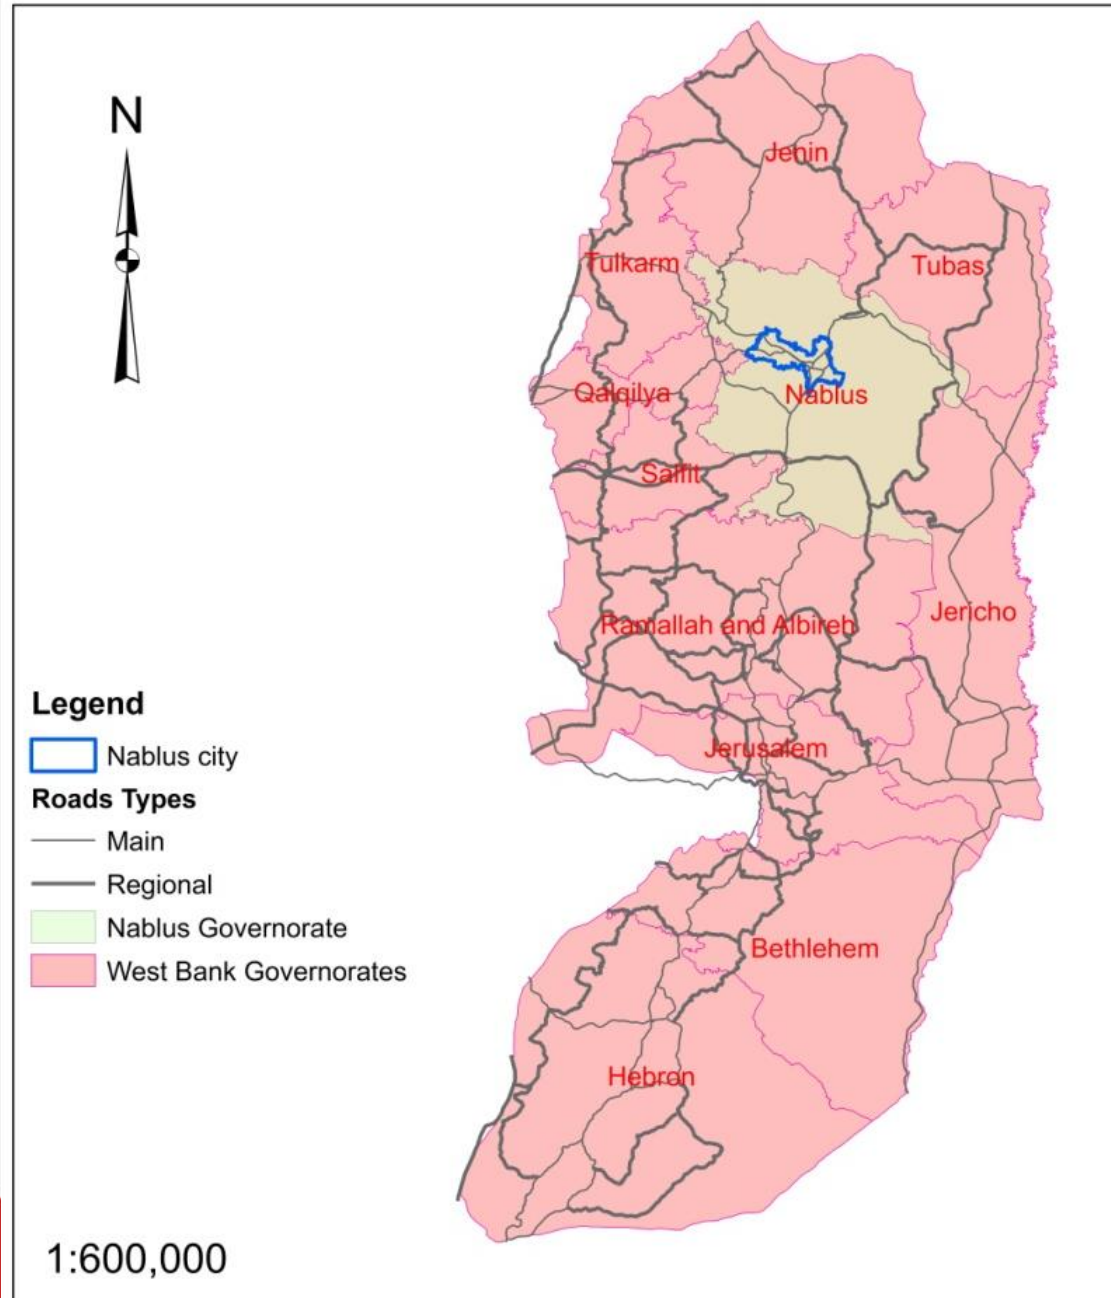 N
Jenin
Tulkarm
Tubas
Qalqilya
Nablus
Salfit
Jericho
Ramallah and Albireh
Jerusalem
Bethlehem
Hebron
Legend
Nablus city
Roads Types
Main
Regional
Nablus Governorate
West Bank Governorates
1:600,000